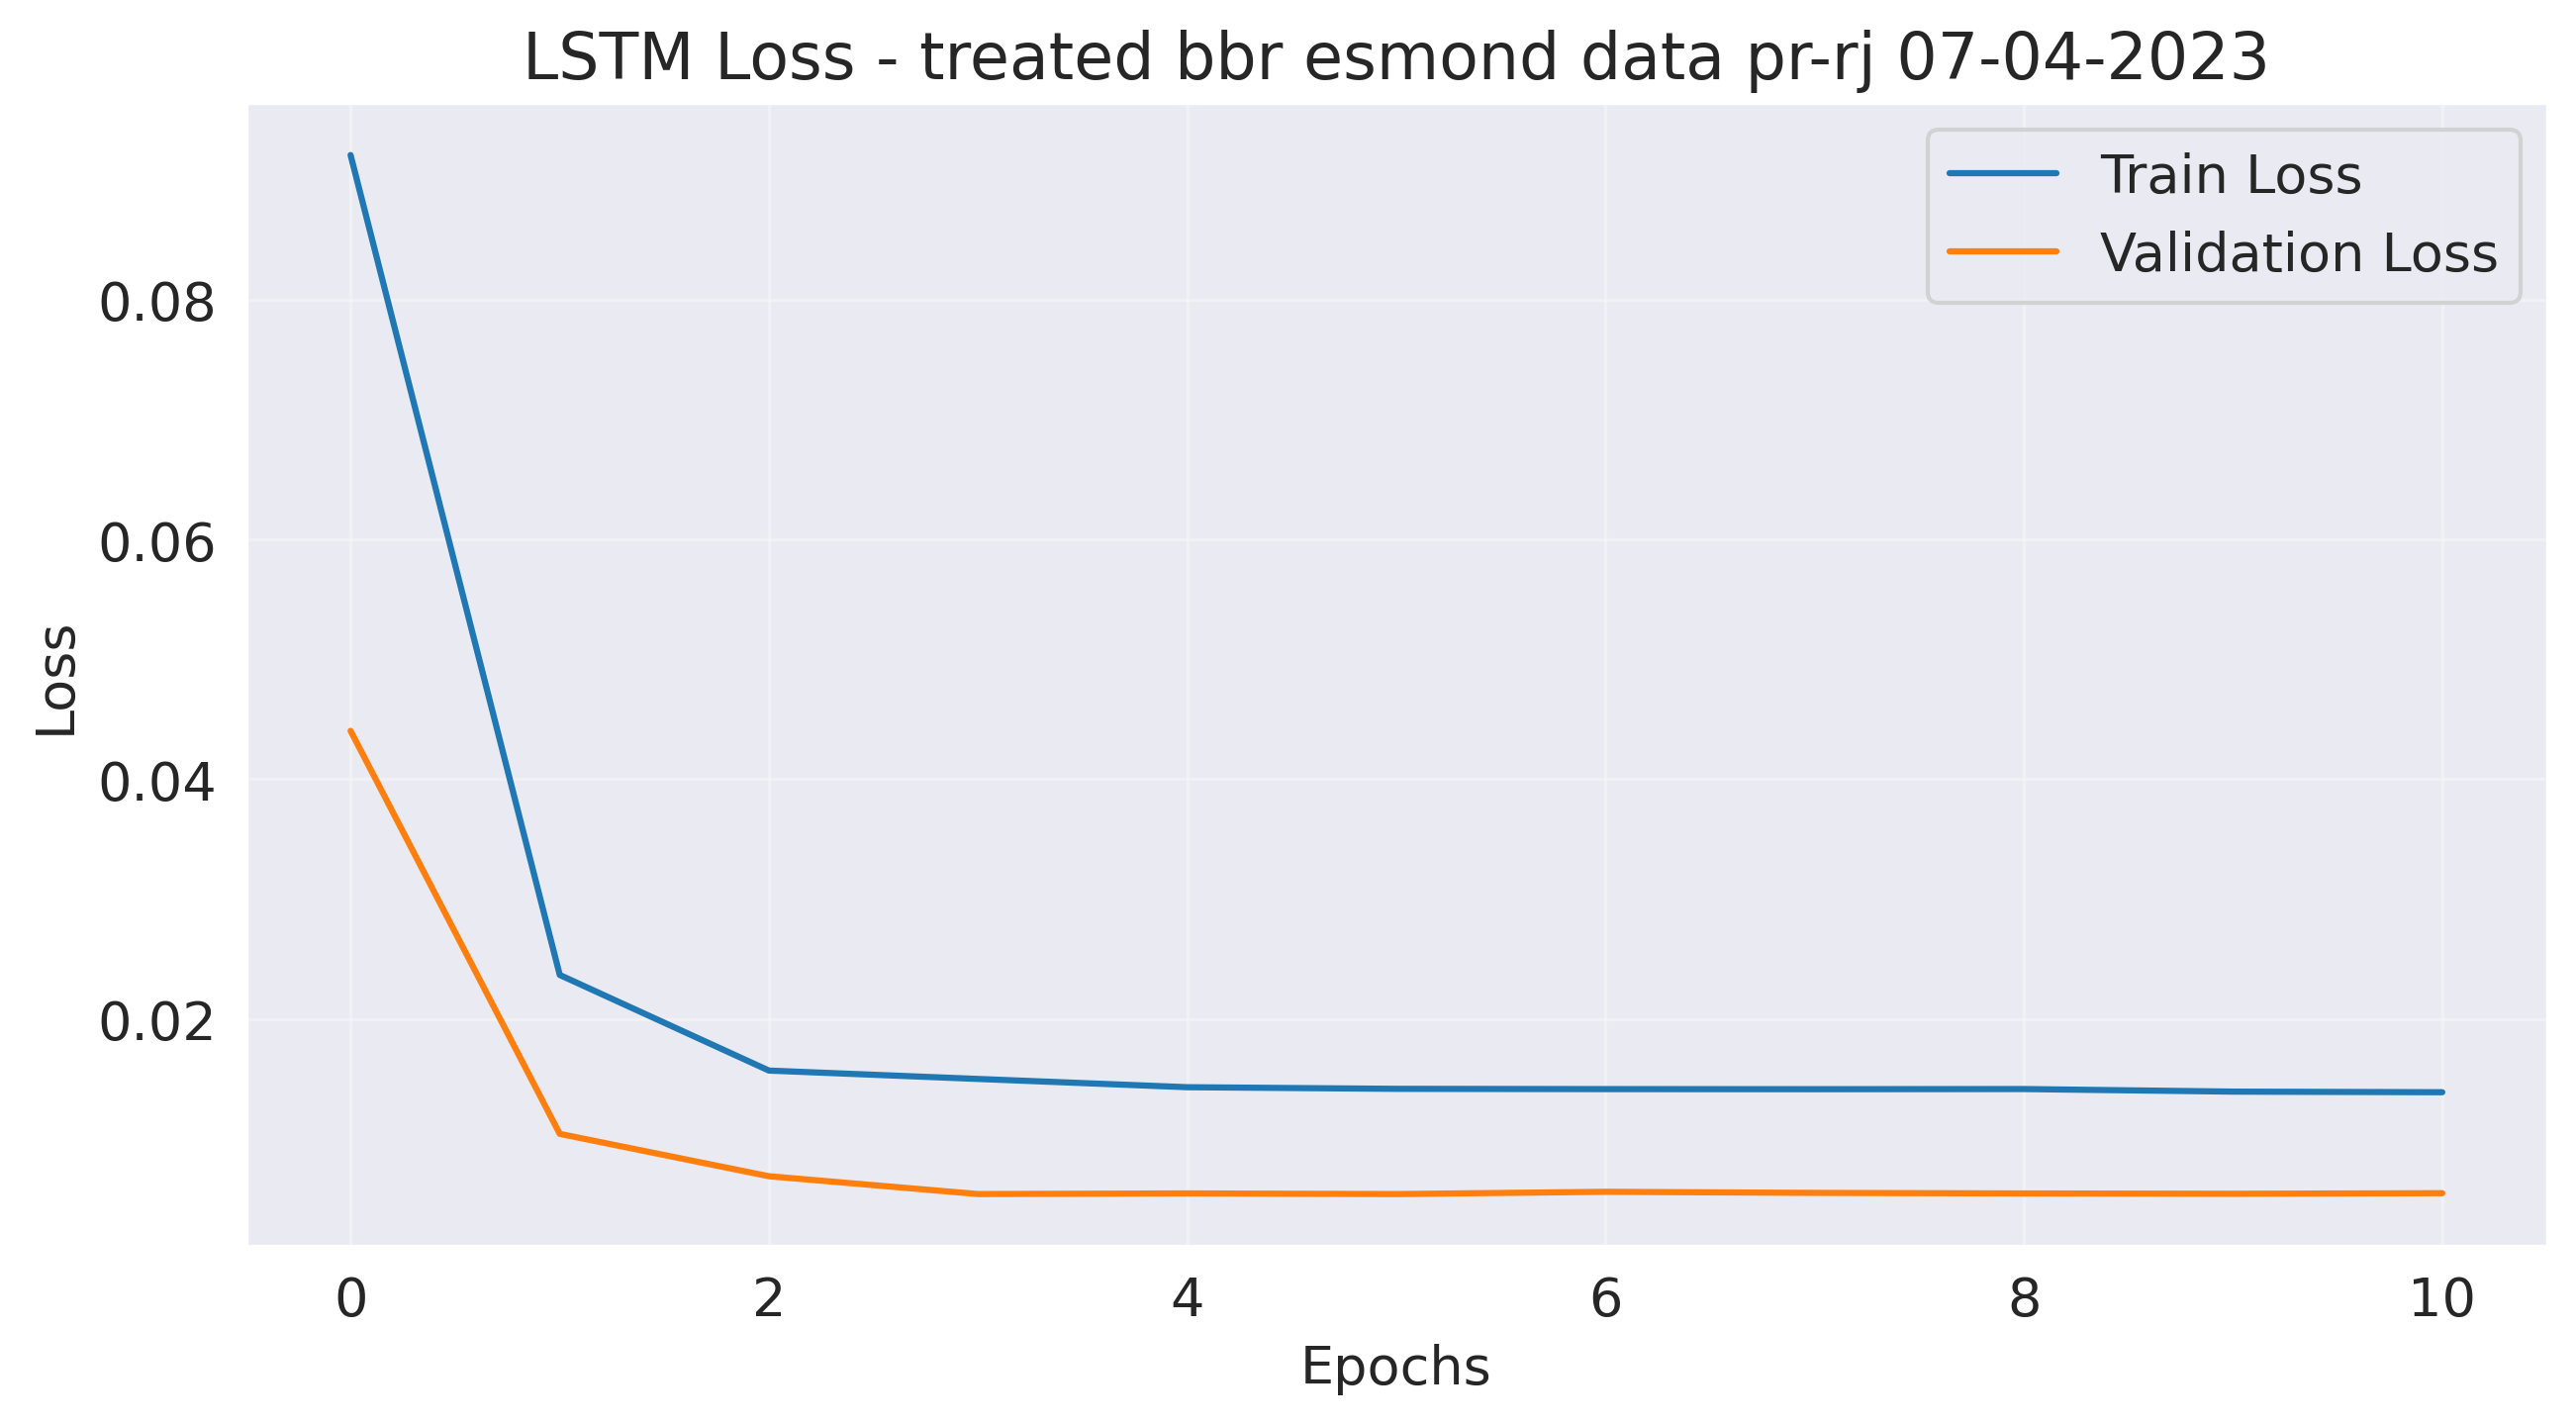 LSTM Loss - treated bbr esmond data pr-rj 07-04-2023
Train Loss
Validation Loss
0.08
0.06
0.04
0.02
Loss
0 2 4 6 8 10
Epochs